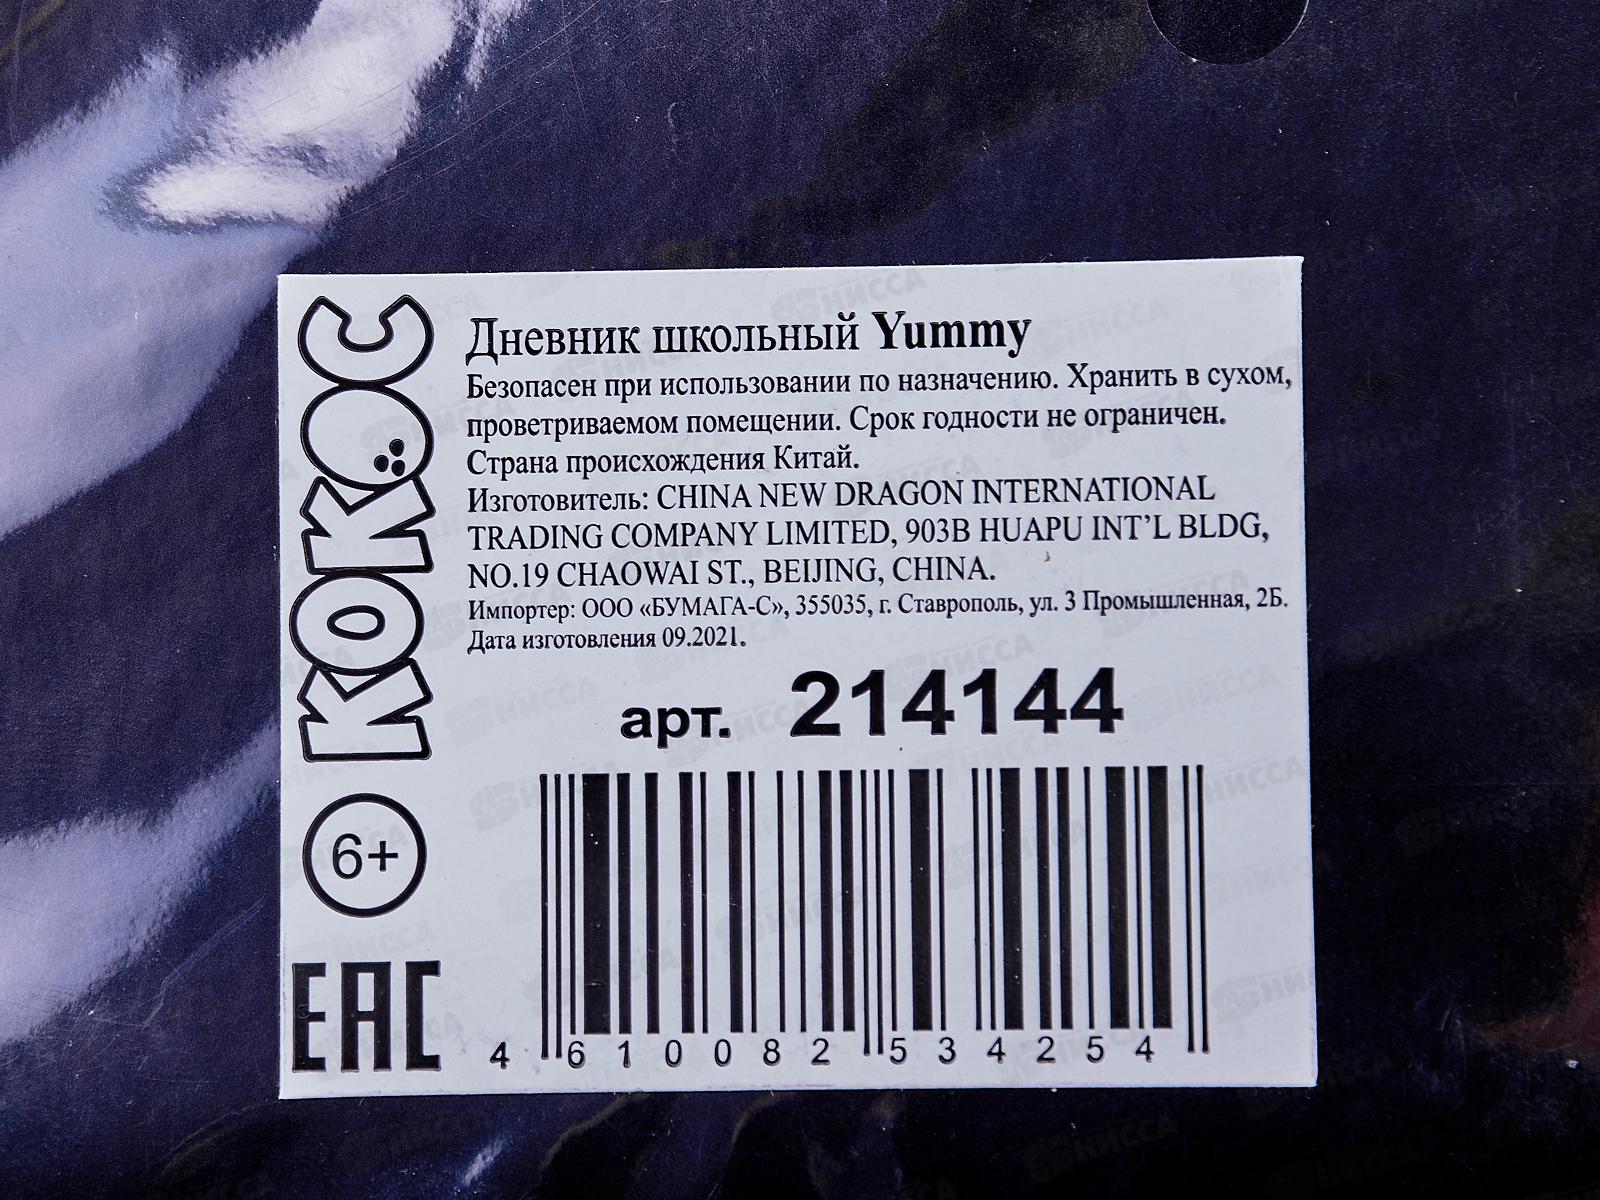 КОКОС
Дневник школьный Yummy
Безопасен при использовании по назначению. Хранить в сухом,
проветриваемом помещении. Срок годности не ограничен.
Страна происхождения Китай.
Изготовитель: CHINA NEW DRAGON INTERNATIONAL
TRADING COMPANY LIMITED, 903B HUAPU INT'L BLDG,
NO.19 CHAOWAI ST., BEIJING, CHINA.
Импортер: ООО «БУМАГА-С», 355035, г. Ставрополь, ул. 3 Промышленная, 2Б.
Дата изготовления 09.2021.
арт. 214144
6+
ЕАС
4 610082 534254
НИССА